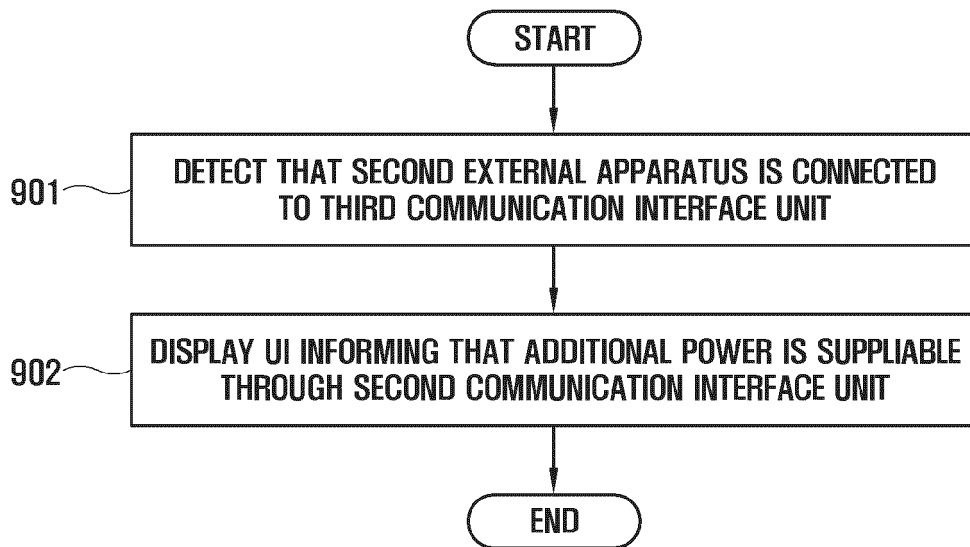 START
901
DETECT THAT SECOND EXTERNAL APPARATUS IS CONNECTED
TO THIRD COMMUNICATION INTERFACE UNIT
902
DISPLAY UI INFORMING THAT ADDITIONAL POWER IS SUPPLIABLE
THROUGH SECOND COMMUNICATION INTERFACE UNIT
END